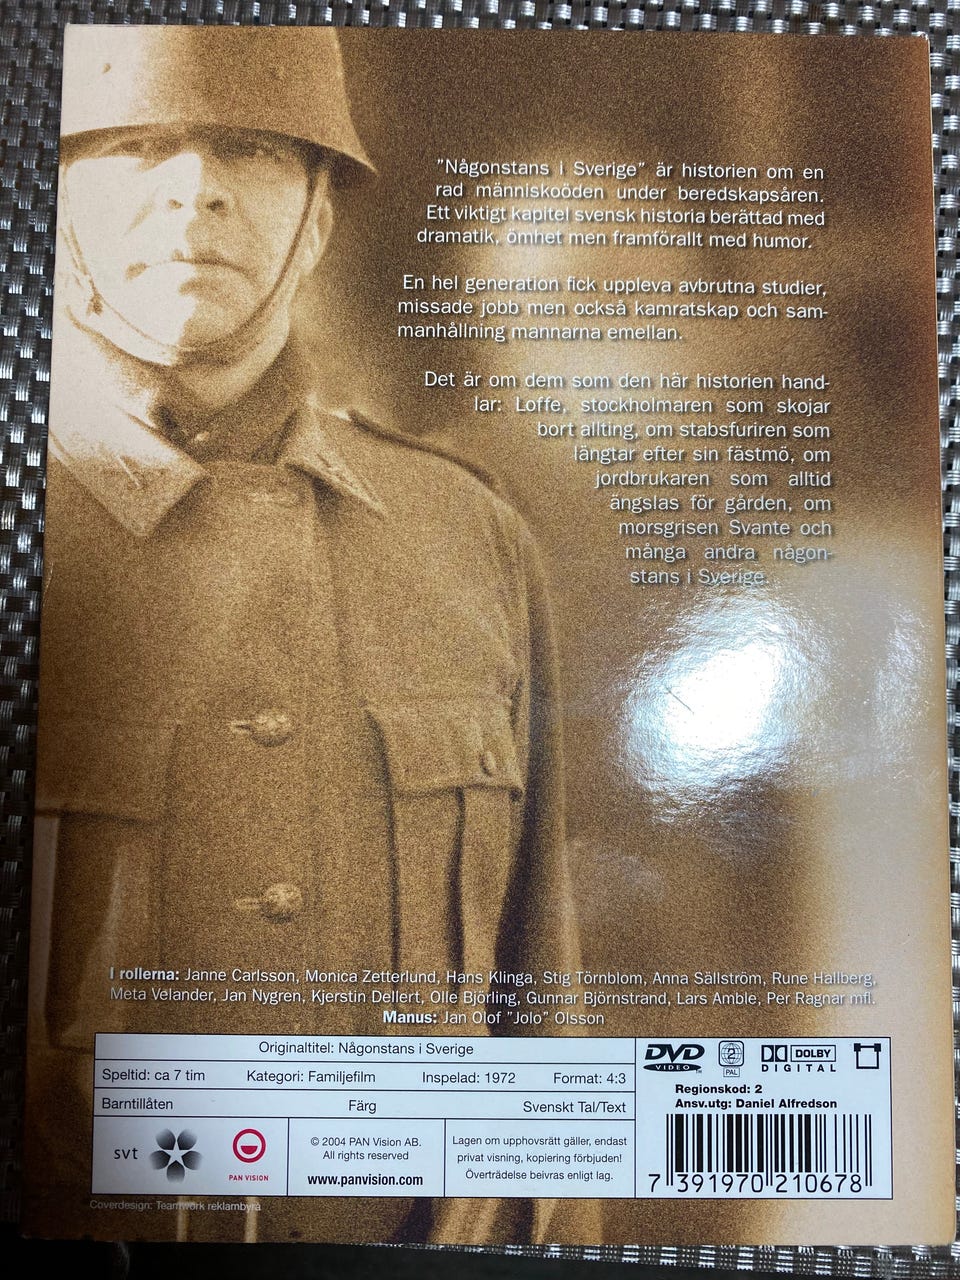 "Någonstans i Sverige" är historien om en
rad människoöden under beredskapsåren.
Ett viktigt kapitel svensk historia berättad med
dramatik, ömhet men framförallt med humor.
En hel generation fick uppleva avbrutna studier,
missade jobb men också kamratskap och sam-
manhållning mannarna emellan.
Det är om dem som den här historien hand-
lar: Loffe, stockholmaren som skojar
bort allting, om stabsfuriren som
längtar efter sin fästmö, om
jordbrukaren som alltid
ängslas för gården, om
morsgrisen Svante och
många andra någon-
stans i Sverige.
I rollerna: Janne Carlsson, Monica Zetterlund, Hans Klinga, Stig Törnblom, Anna Sällström, Rune Hallberg,
Meta Velander, Jan Nygren, Kjerstin Dellert, Olle Björling, Gunnar Björnstrand, Lars Amble, Per Ragnar mfl.
Manus: Jan Olof "Jolo" Olsson
Originaltitel: Någonstans i Sverige
Speltid: ca 7 tim Kategori: Familjefilm Inspelad: 1972 Format: 4:3
Barntillåten Färg Svenskt Tal/Text
svt
PAN VISION
© 2004 PAN Vision AB.
All rights reserved
www.panvision.com
Lagen om upphovsrätt gäller, endast
privat visning, kopiering förbjuden!
Överträdelse beivras enligt lag.
DVD
VIDEO
TM
2
PAL
DOLBY
DIGITAL
Regionskod: 2
Ansv.utg: Daniel Alfredson
7 391970 210678
Coverdesign: Teamwork reklambyrå